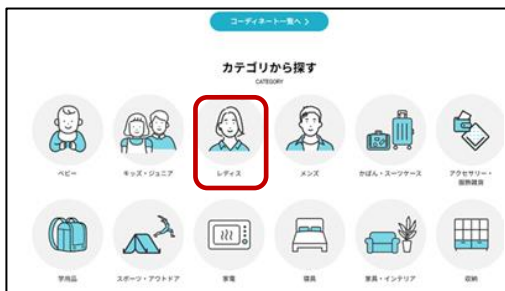 コーディネート一覧へ
カテゴリから探す
CATEGORY
ベビー
キッズ・ジュニア
レディス
メンズ
かばん・スーツケース
アクセサリー・
服飾雑貨
学用品
スポーツ・アウトドア
家電
寝具
家具・インテリア
収納